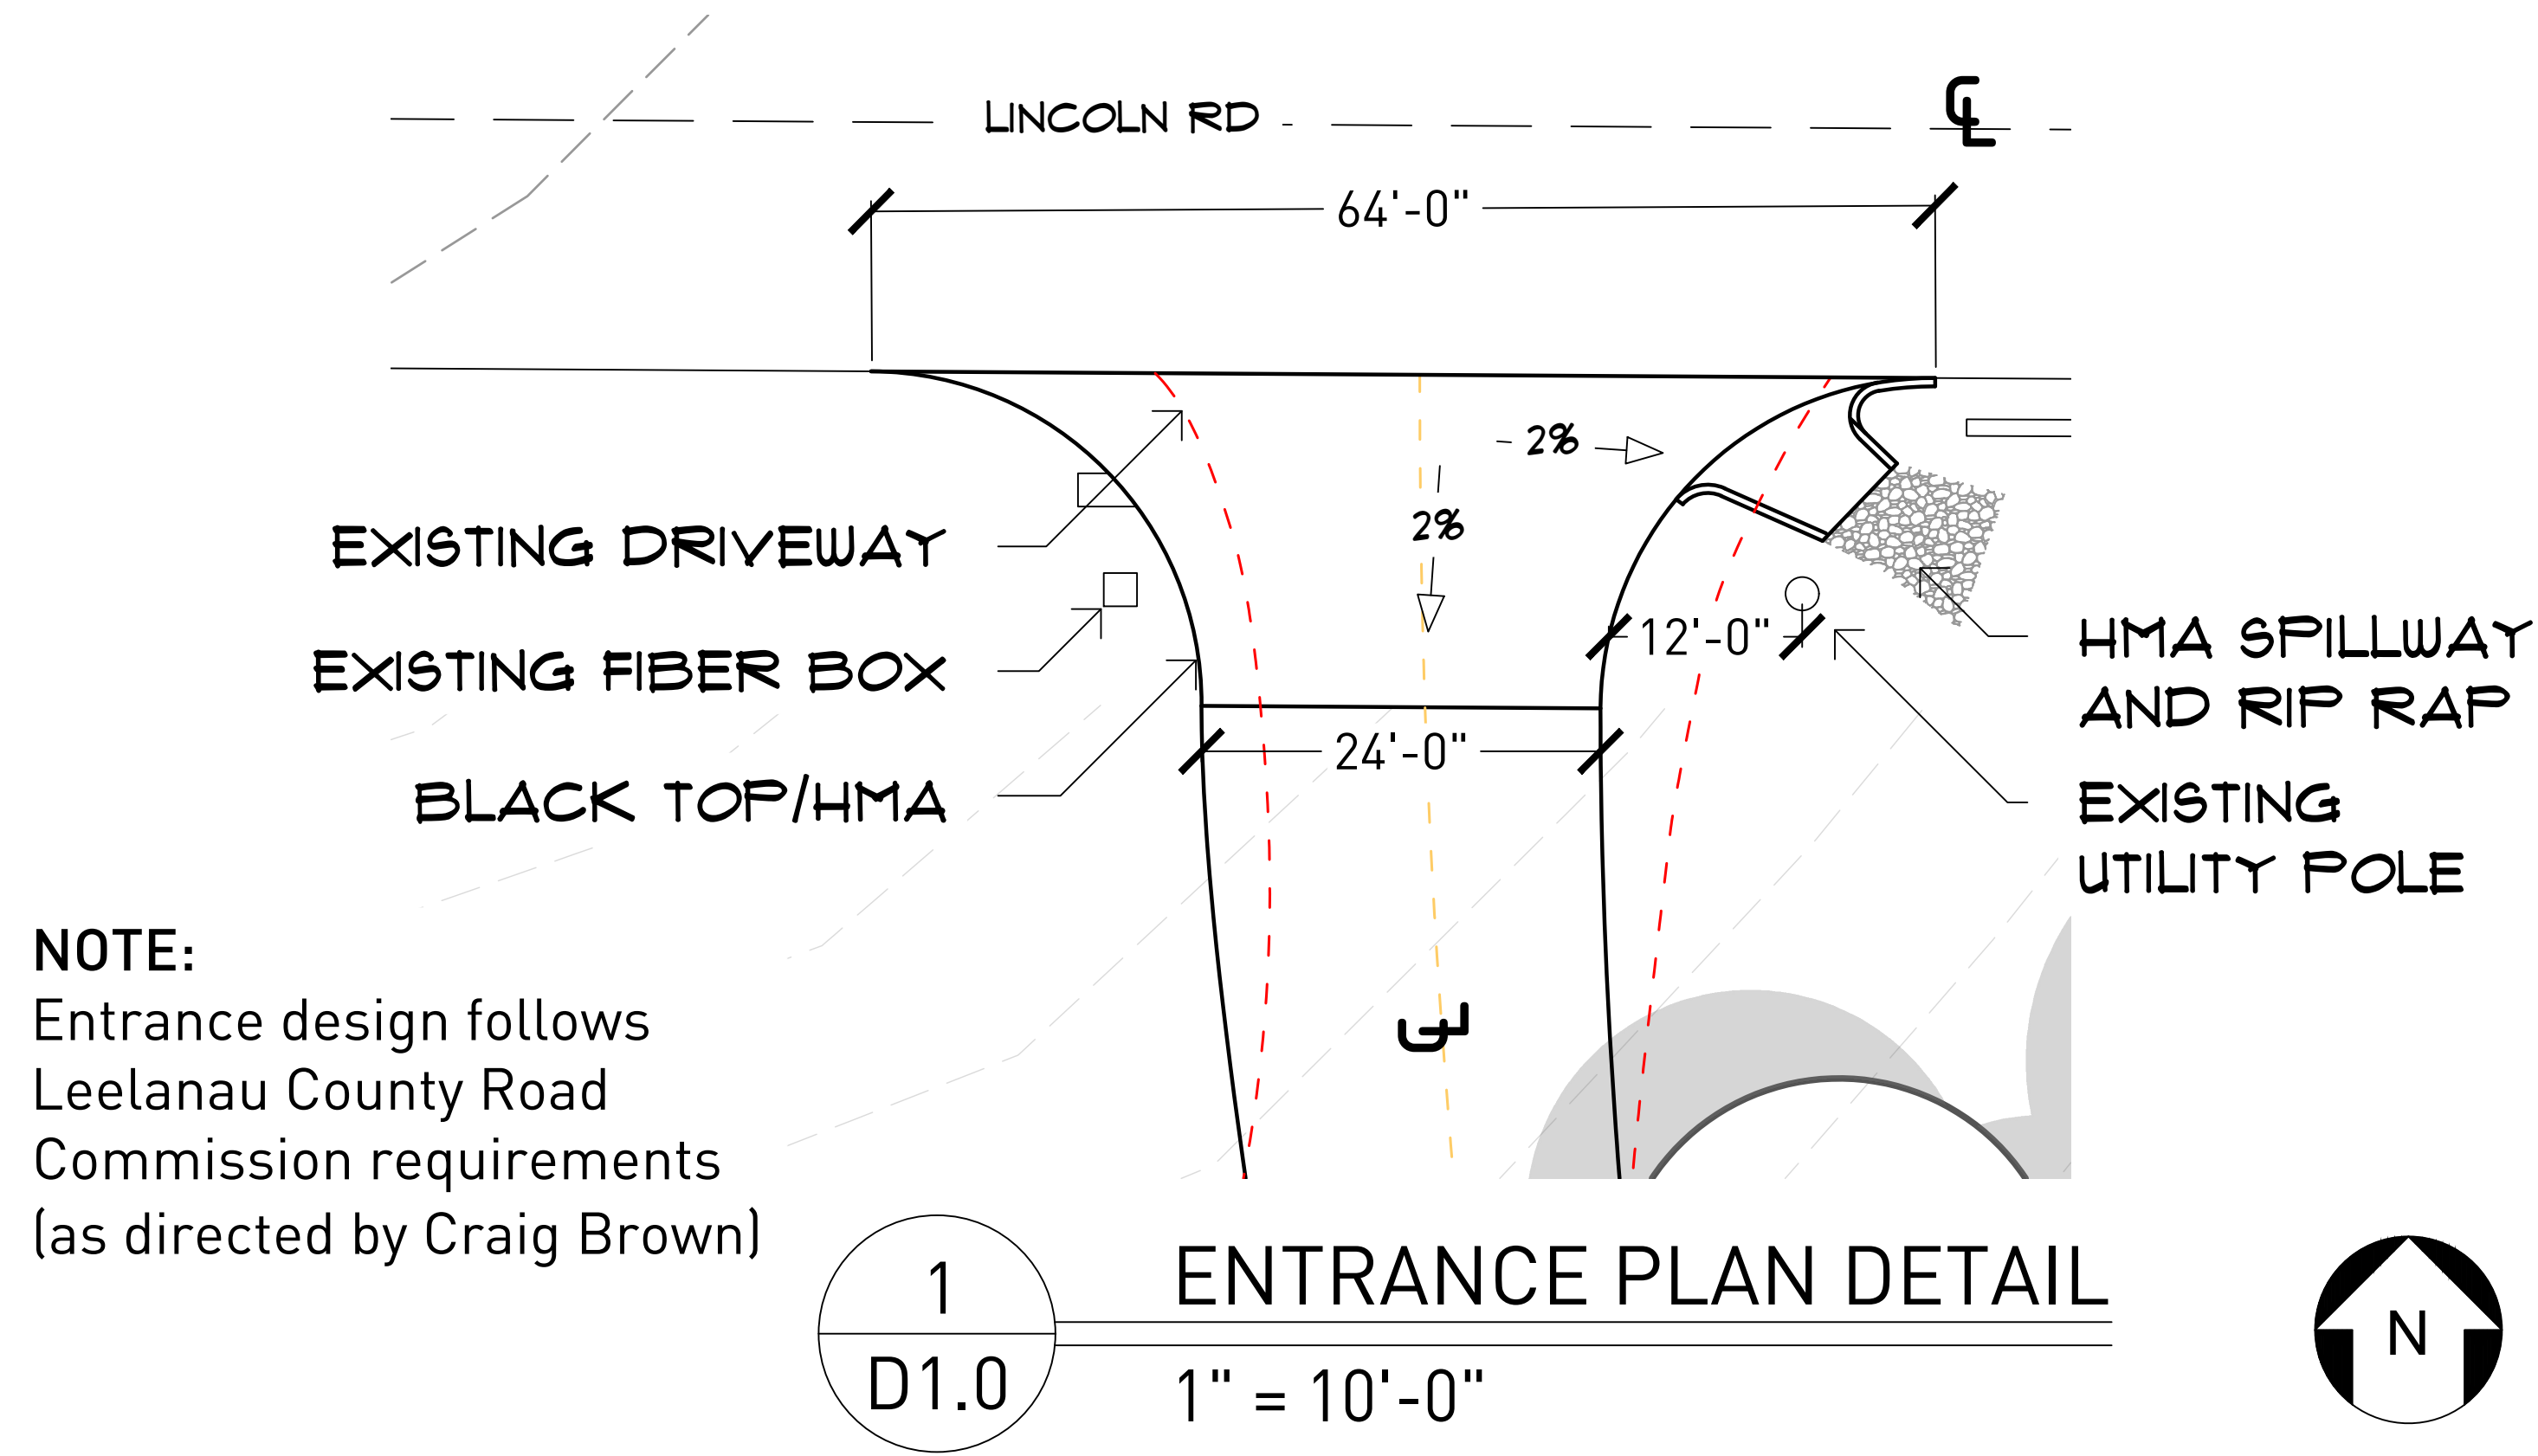 LINCOLN RD
CL
64'-0"
2%
2%
EXISTING DRIVEWAY
EXISTING FIBER BOX
BLACK TOP/HMA
12'-0"
24'-0"
HMA SPILLWAY
AND RIP RAP
EXISTING
UTILITY POLE
CL
NOTE:
Entrance design follows
Leelanau County Road
Commission requirements
(as directed by Craig Brown)
1
D1.0
ENTRANCE PLAN DETAIL
1" = 10'-0"
N